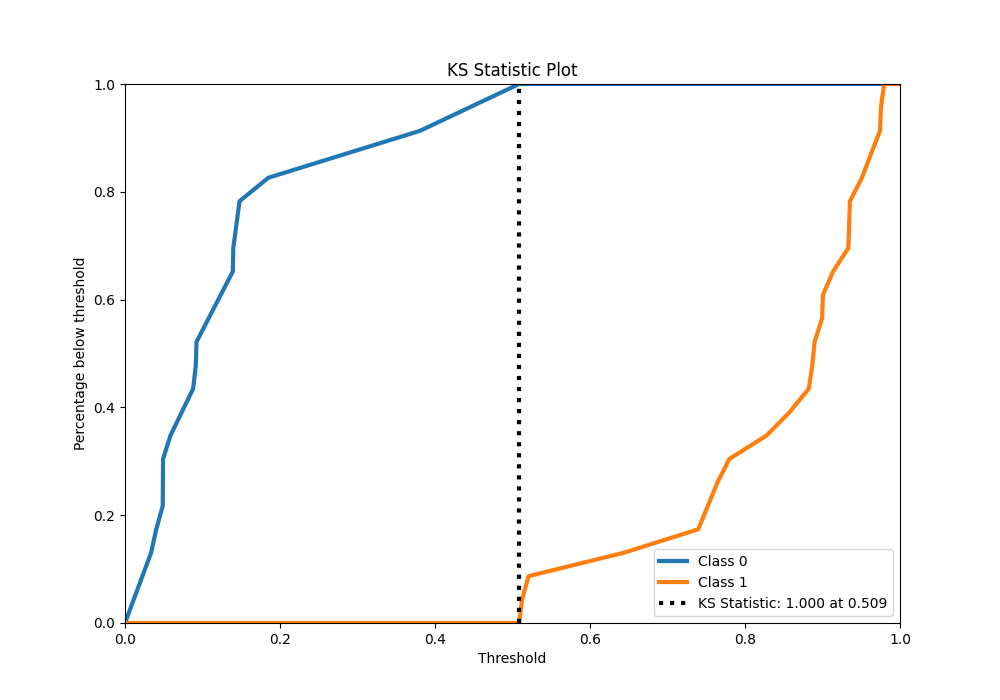 KS Statistic Plot
1.0
0.8
0.6
0.4
0.2
0.0
Percentage below threshold
0.0 0.2 0.4 0.6 0.8 1.0
Threshold
Class 0
Class 1
KS Statistic: 1.000 at 0.509